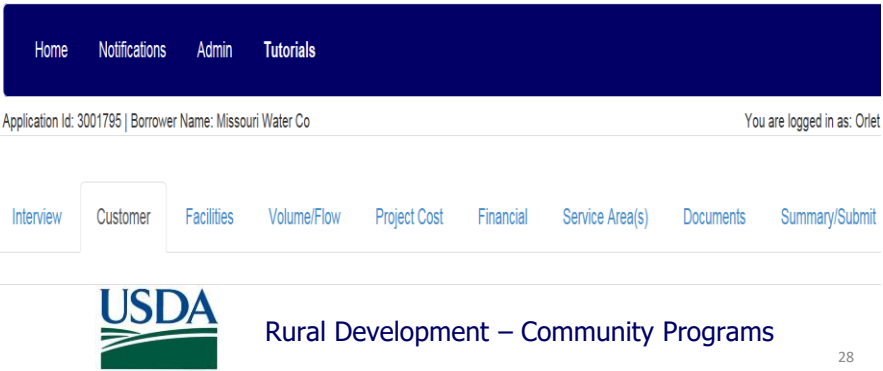 Home Notifications Admin Tutorials
Application Id: 3001795 | Borrower Name: Missouri Water Co You are logged in as: Orlet
Interview Customer Facilities Volume/Flow Project Cost Financial Service Area(s) Documents Summary/Submit
USDA
Rural Development – Community Programs
28